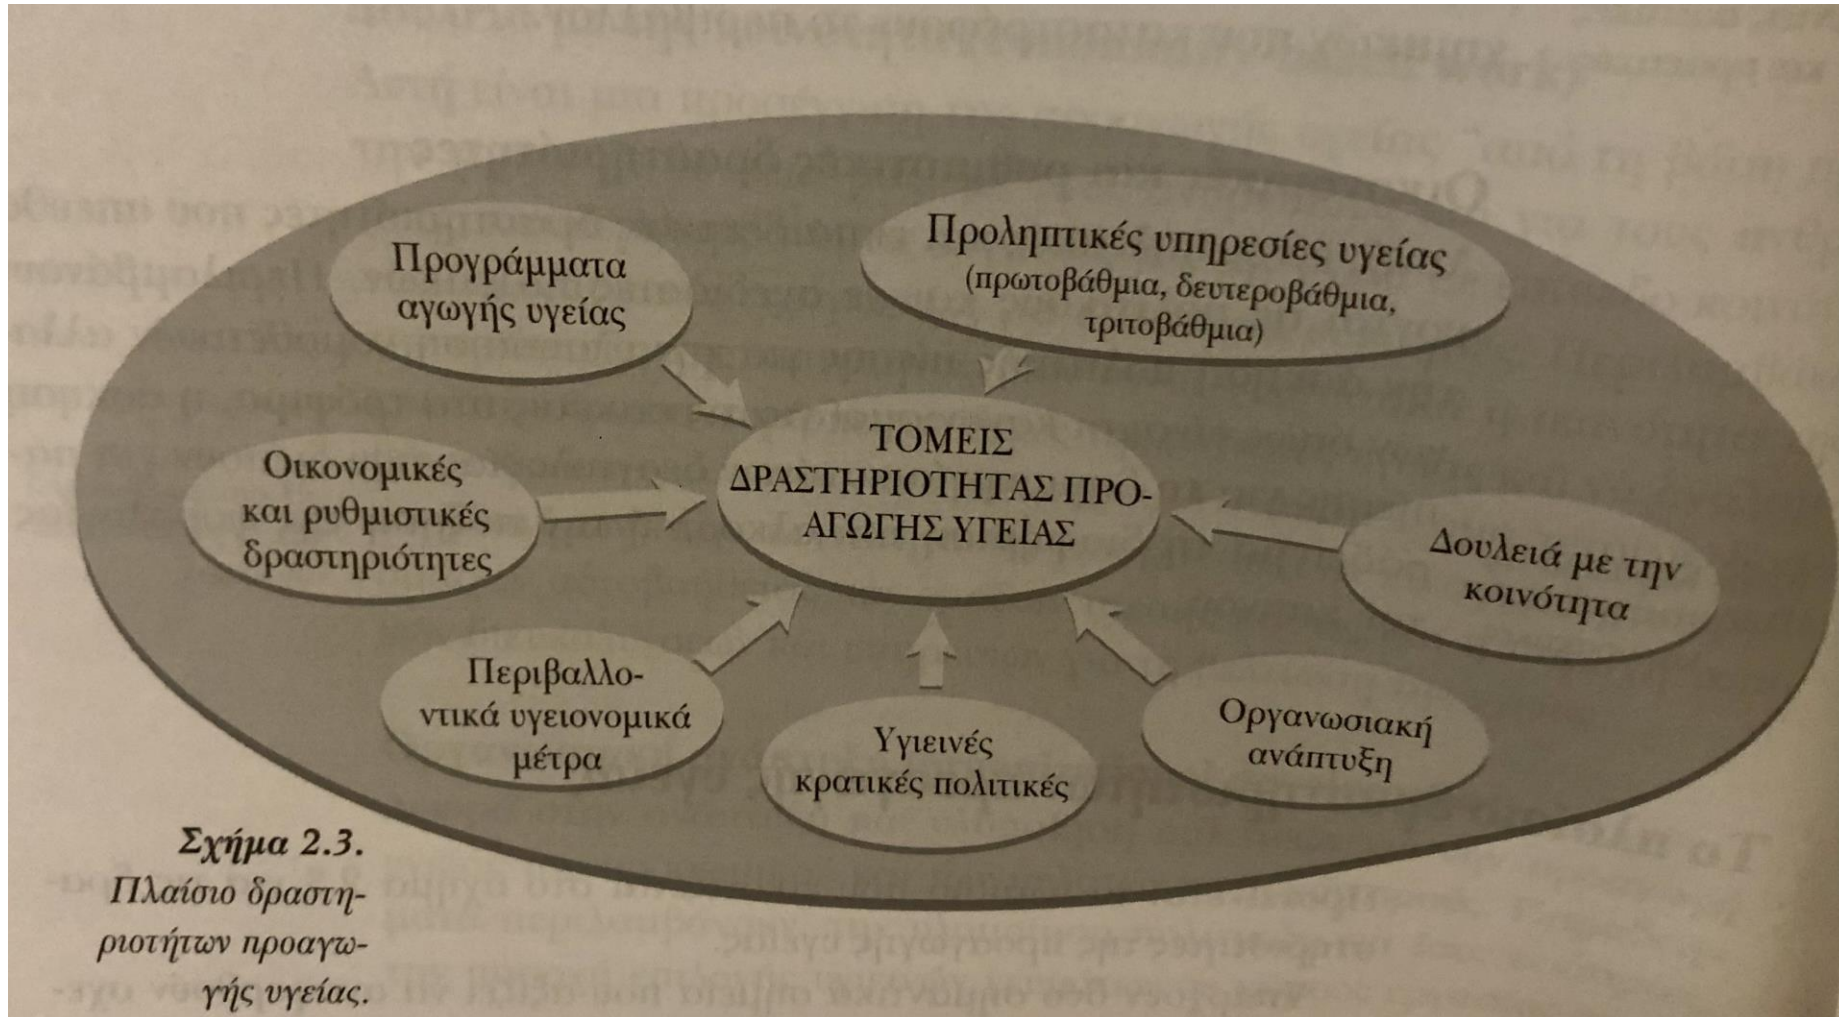 Προγράμματα
αγωγής υγείας
Προληπτικές υπηρεσίες υγείας
(πρωτοβάθμια, δευτεροβάθμια,
τριτοβάθμια)
ΤΟΜΕΙΣ
ΔΡΑΣΤΗΡΙΟΤΗΤΑΣ ΠΡΟ-
ΑΓΩΓΗΣ ΥΓΕΙΑΣ
Οικονομικές
και ρυθμιστικές
δραστηριότητες
Δουλειά με την
κοινότητα
Περιβαλλο-
ντικά υγειονομικά
μέτρα
Υγιεινές
κρατικές πολιτικές
Οργανωσιακή
ανάπτυξη
Σχήμα 2.3.
Πλαίσιο δραστη-
ριοτήτων προαγω-
γής υγείας.